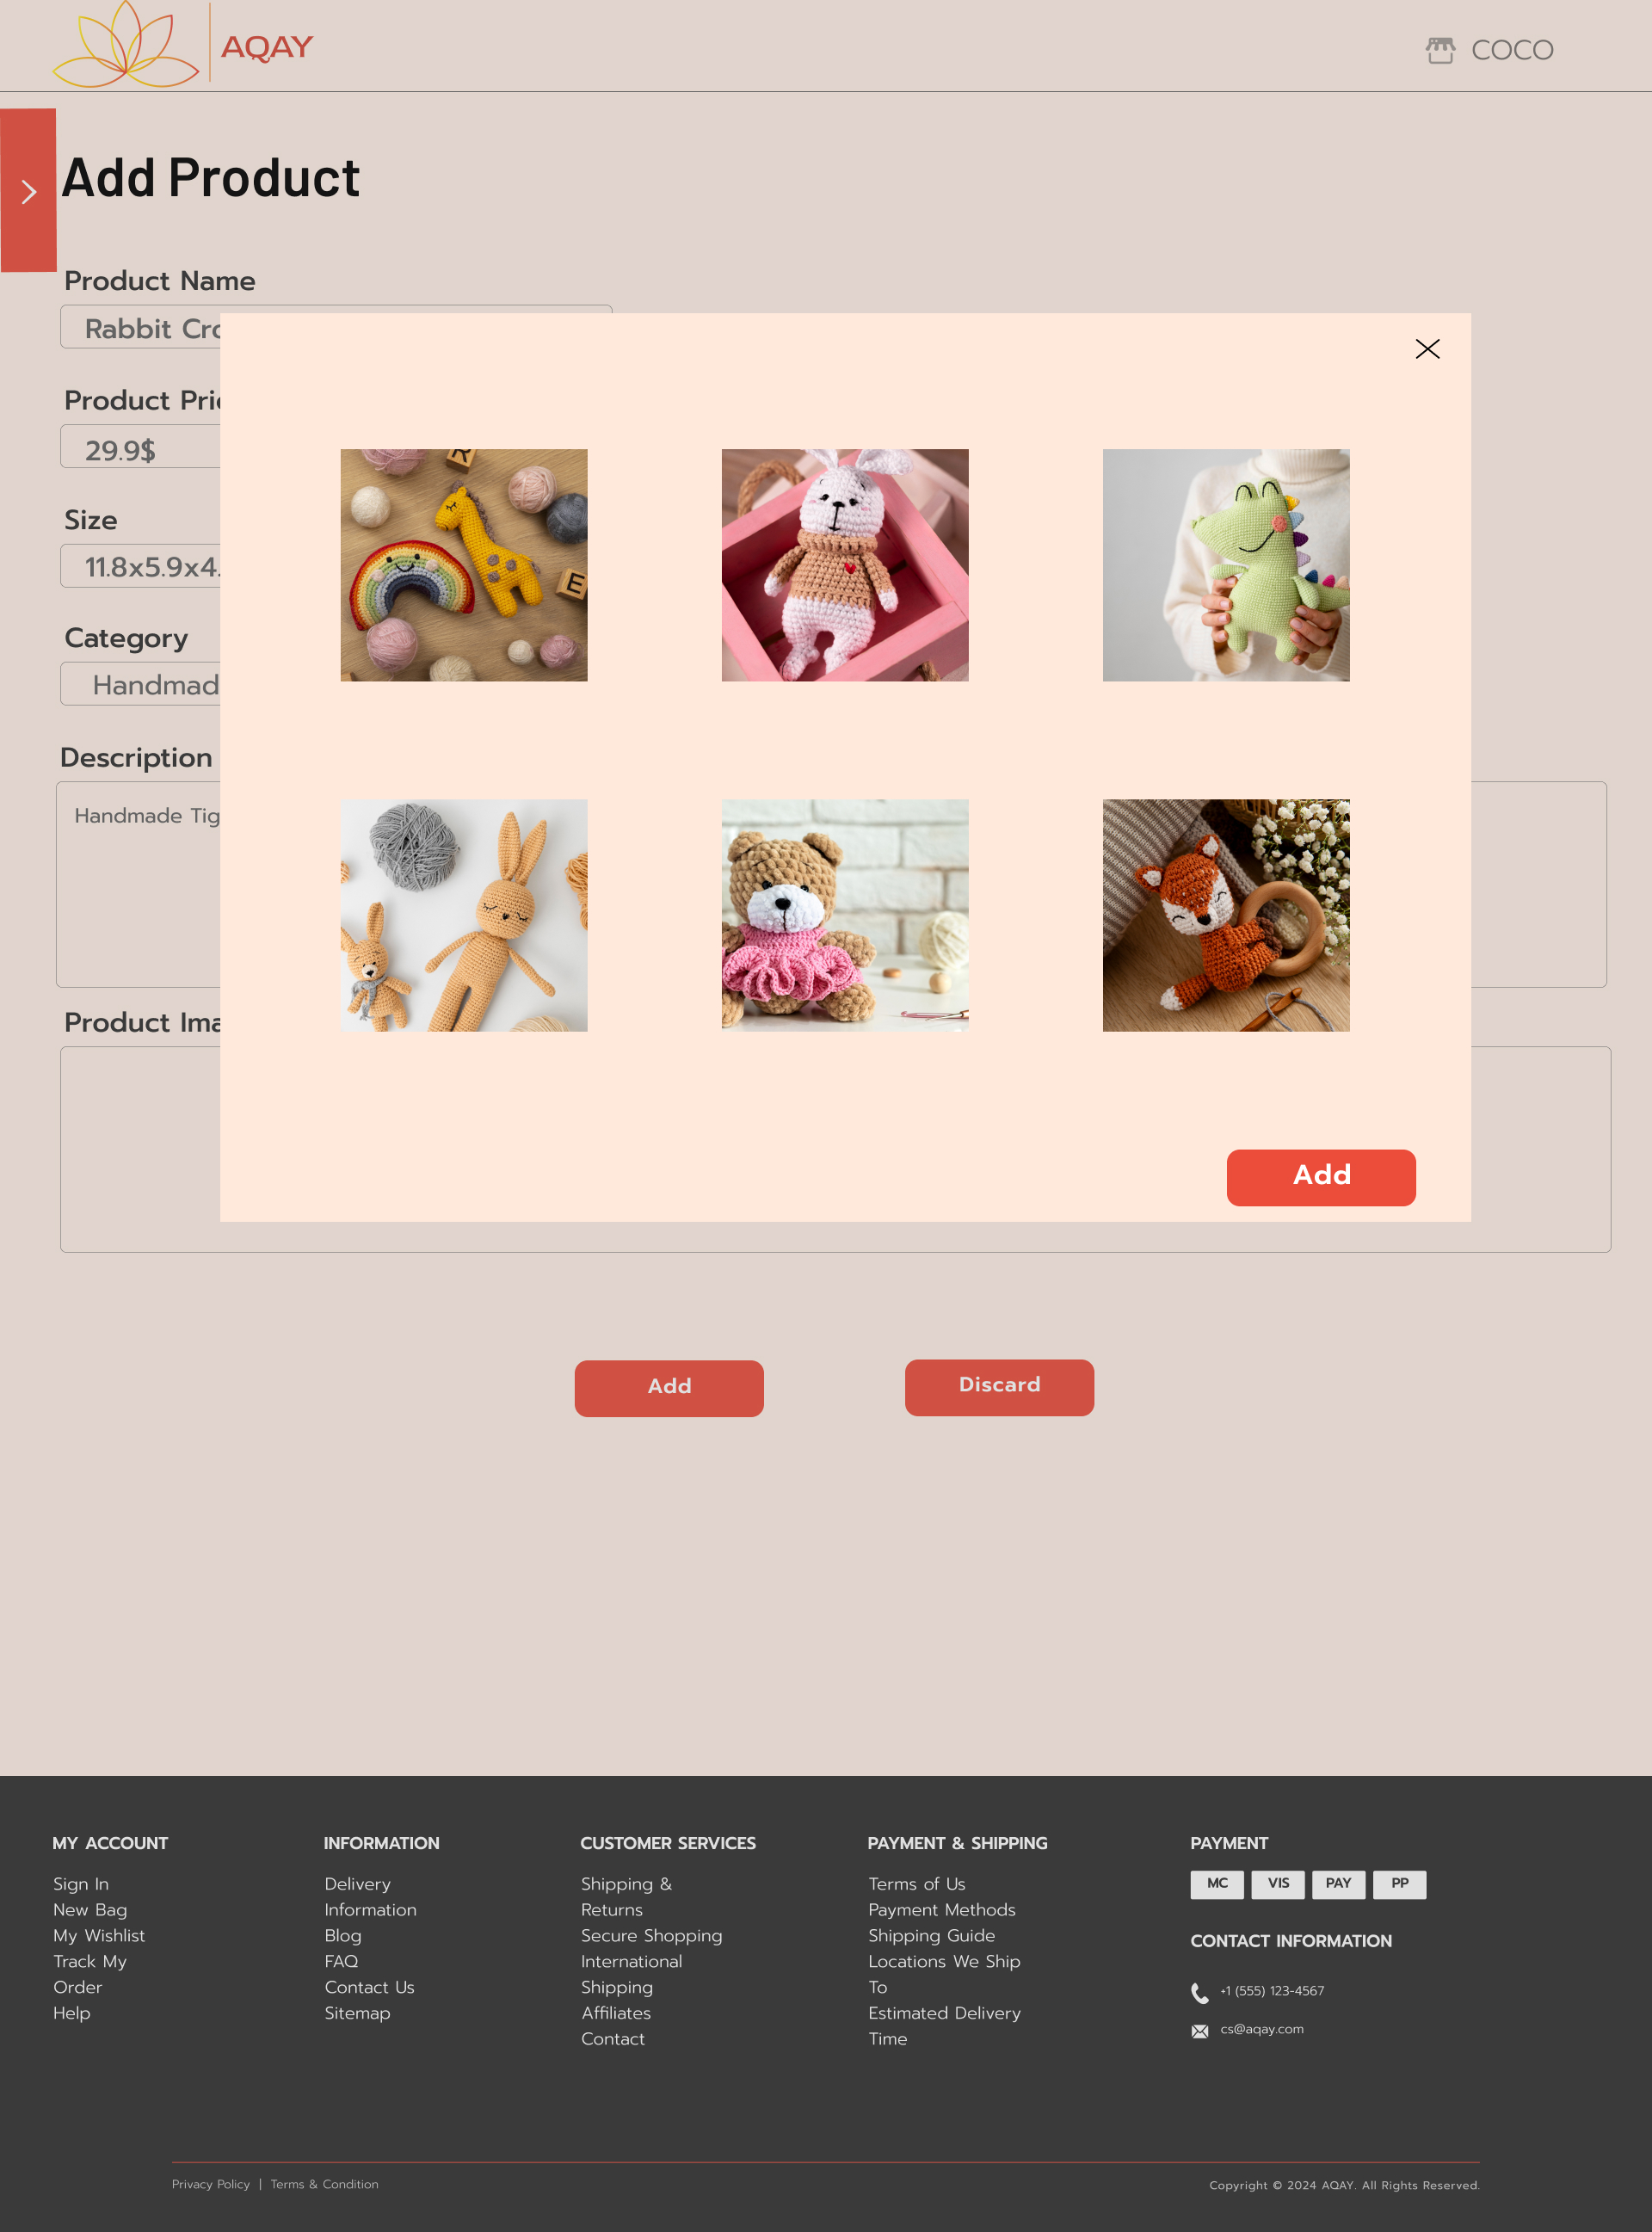 AQAY
COCO
Add Product
Product Name
Rabbit Cro
Product Pric
29.9$
Size
11.8x5.9x4.
Category
Handmad
Description
Handmade Tig
Product Ima
R
E
Add
Add
Discard
MY ACCOUNT
Sign In
New Bag
My Wishlist
Track My
Order
Help
INFORMATION
Delivery
Information
Blog
FAQ
Contact Us
Sitemap
CUSTOMER SERVICES
Shipping &
Returns
Secure Shopping
International
Shipping
Affiliates
Contact
PAYMENT & SHIPPING
Terms of Us
Payment Methods
Shipping Guide
Locations We Ship
To
Estimated Delivery
Time
PAYMENT
MC VIS PAY PP
CONTACT INFORMATION
+1 (555) 123-4567
cs@aqay.com
Privacy Policy | Terms & Condition
Copyright © 2024 AQAY. All Rights Reserved.